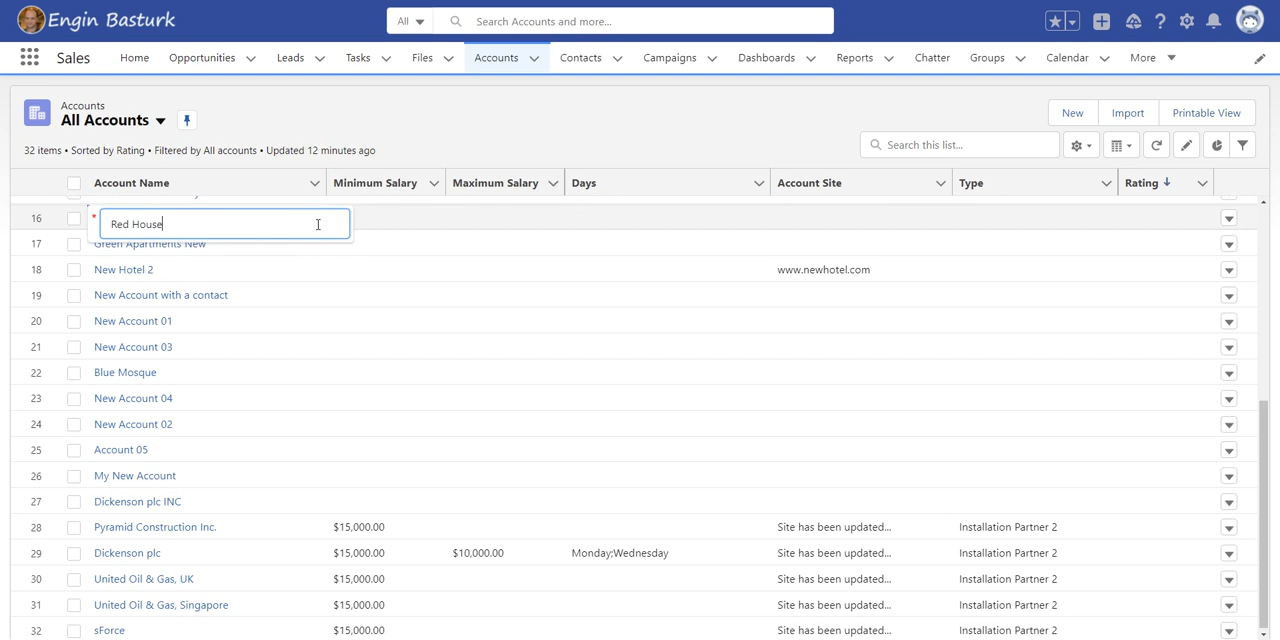 Engin Basturk
All
Search Accounts and more...
Sales
Home
Opportunities
Leads
Tasks
Files
Accounts
Contacts
Campaigns
Dashboards
Reports
Chatter
Groups
Calendar
More
Accounts
All Accounts
New
Import
Printable View
32 items • Sorted by Rating • Filtered by All accounts • Updated 12 minutes ago
Search this list...
Account Name
Minimum Salary
Maximum Salary
Days
Account Site
Type
Rating
16 * Red House
17 Green Apartments New
18 New Hotel 2 www.newhotel.com
19 New Account with a contact
20 New Account 01
21 New Account 03
22 Blue Mosque
23 New Account 04
24 New Account 02
25 Account 05
26 My New Account
27 Dickenson plc INC
28 Pyramid Construction Inc. $15,000.00 Site has been updated... Installation Partner 2
29 Dickenson plc $15,000.00 $10,000.00 Monday;Wednesday Site has been updated... Installation Partner 2
30 United Oil & Gas, UK $15,000.00 Site has been updated... Installation Partner 2
31 United Oil & Gas, Singapore $15,000.00 Site has been updated... Installation Partner 2
32 sForce $15,000.00 Site has been updated... Installation Partner 2